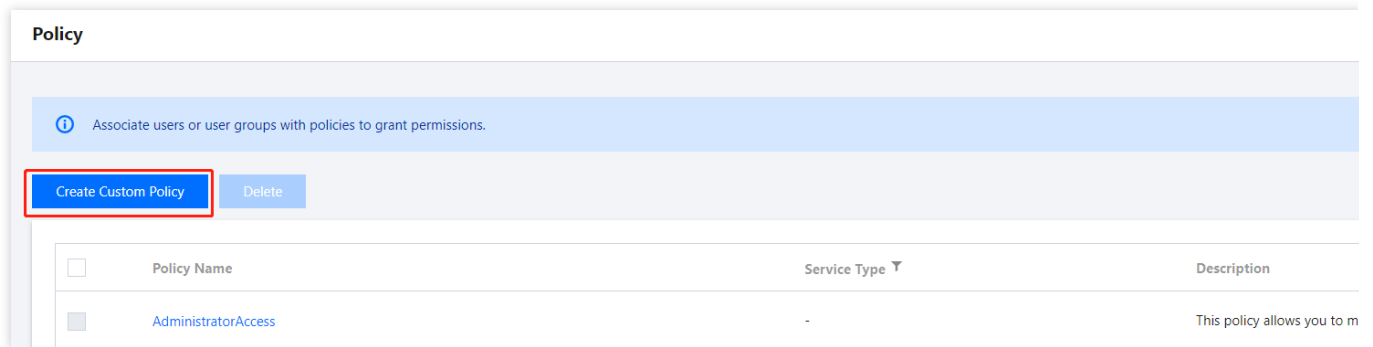 Policy
Associate users or user groups with policies to grant permissions.
Create Custom Policy Delete
Policy Name Service Type Description
AdministratorAccess - This policy allows you to m